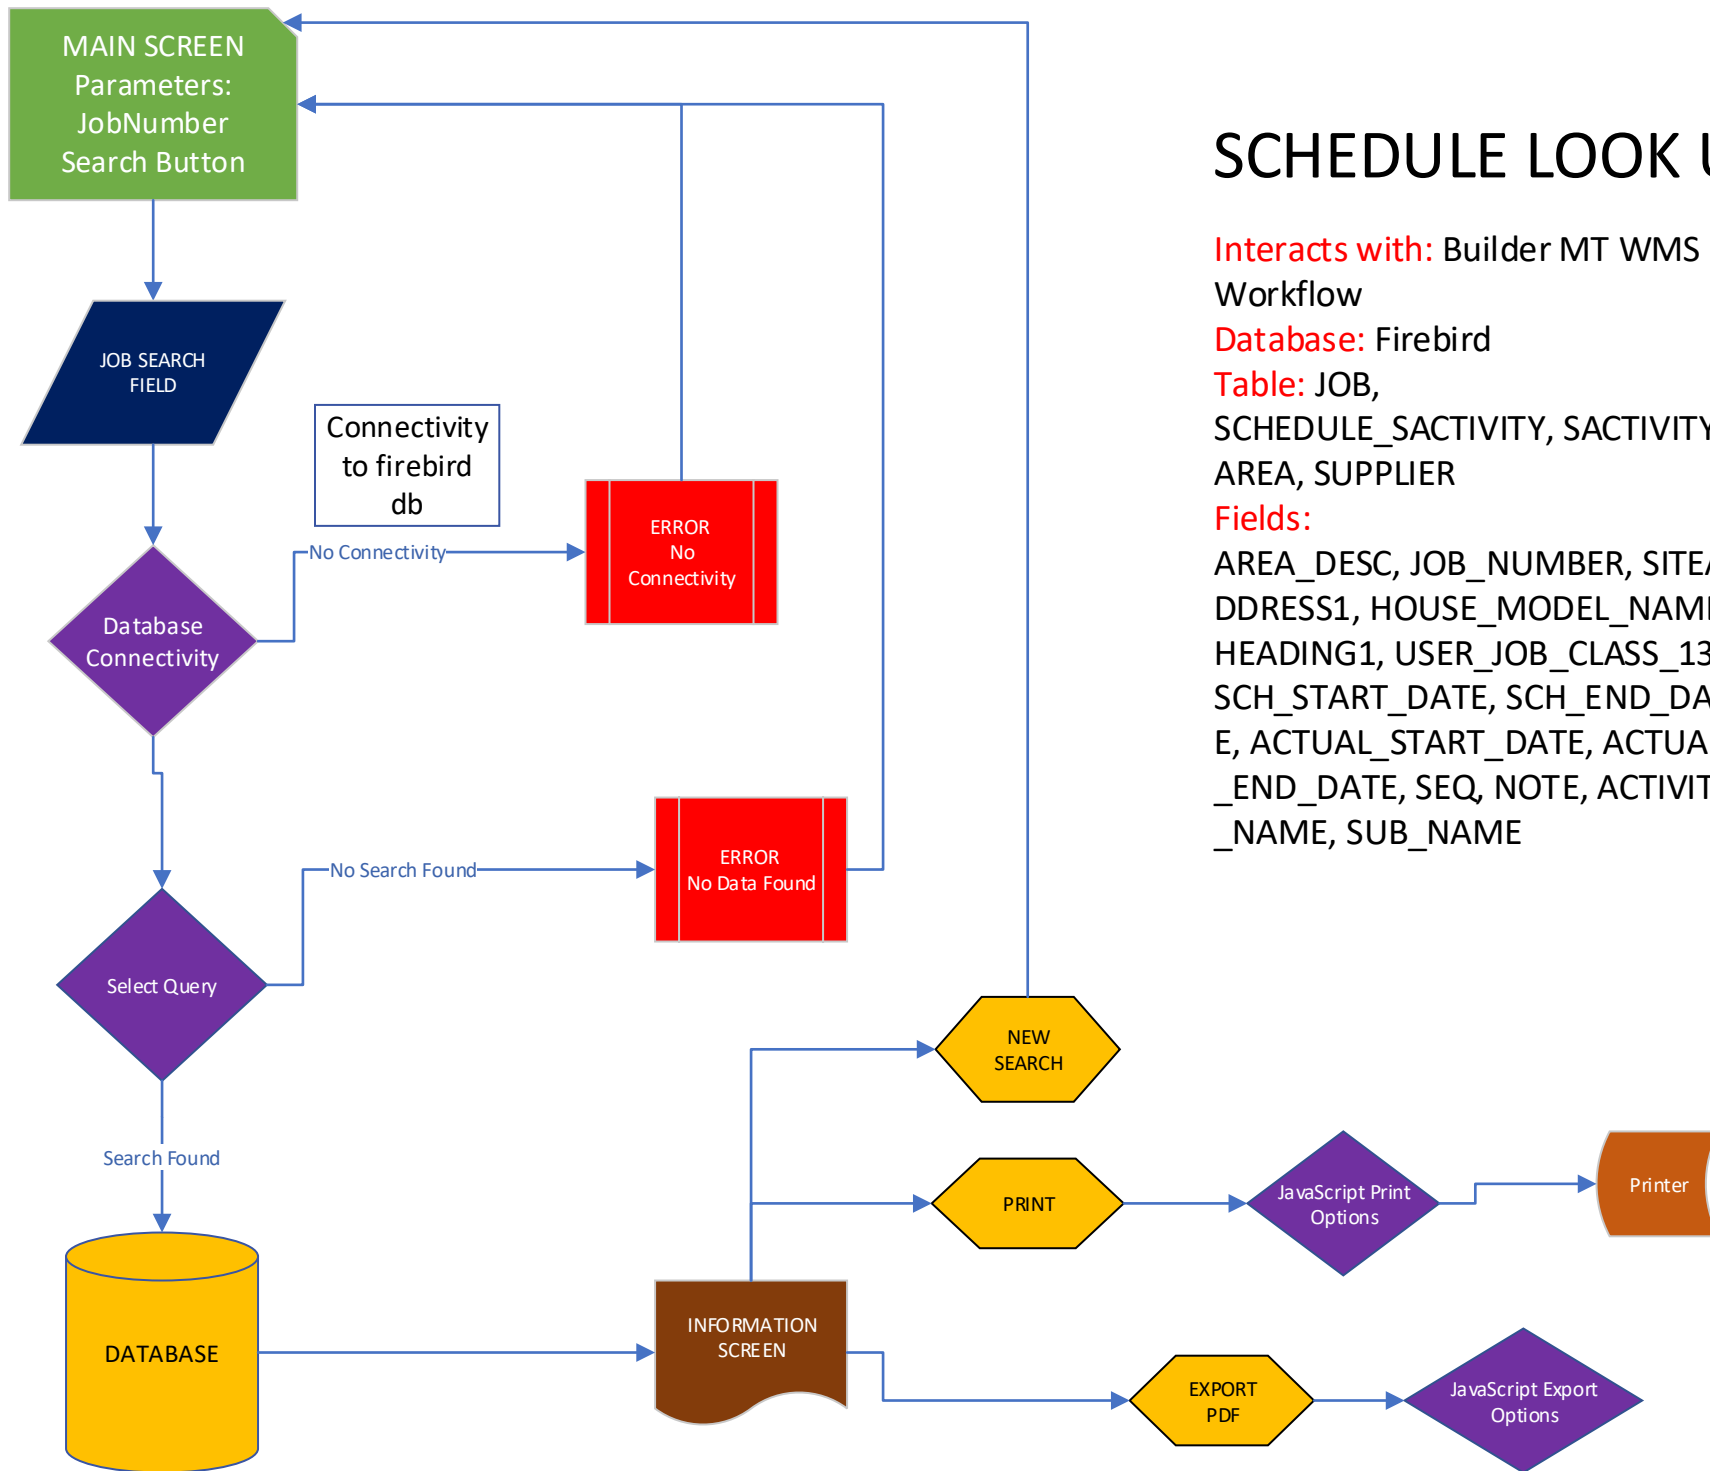 MAIN SCREEN
Parameters:
JobNumber
Search Button
SCHEDULE LOOK
Interacts with: Builder MT WMS
Workflow
Database: Firebird
Table: JOB,
SCHEDULE_SACTIVITY, SACTIVITY
AREA, SUPPLIER
Fields:
AREA_DESC, JOB_NUMBER, SITEA
DDRESS1, HOUSE_MODEL_NAME
HEADING1, USER_JOB_CLASS_13
SCH_START_DATE, SCH_END_DA
E, ACTUAL_START_DATE, ACTUA
_END_DATE, SEQ, NOTE, ACTIVIT
_NAME, SUB_NAME
JOB SEARCH
FIELD
Connectivity
to firebird
db
ERROR
No
Connectivity
No Connectivity
Database
Connectivity
ERROR
No Data Found
No Search Found
Select Query
NEW
SEARCH
Search Found
PRINT
JavaScript Print
Options
Printer
DATABASE
INFORMATION
SCREEN
EXPORT
PDF
JavaScript Export
Options